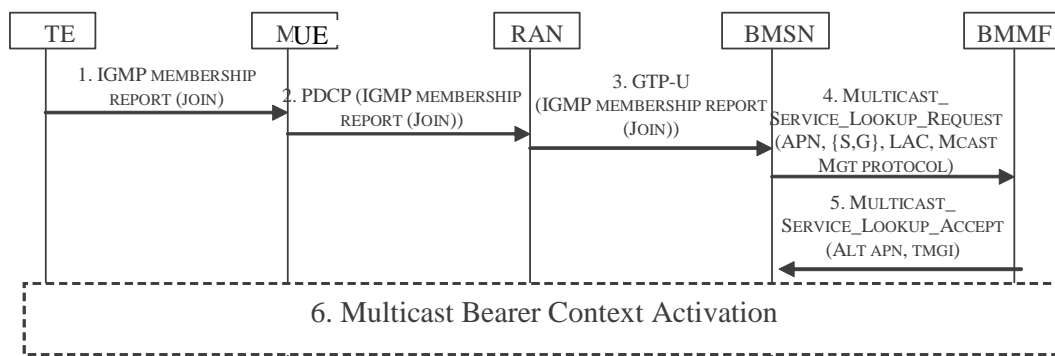 TE
MUE
RAN
BMSN
BMMF
1. IGMP MEMBERSHIP
REPORT (JOIN)
2. PDCP (IGMP MEMBERSHIP
REPORT (JOIN))
3. GTP-U
(IGMP MEMBERSHIP REPORT
(JOIN))
4. MULTICAST_
SERVICE_LOOKUP_REQUEST
(APN, {S,G}, LAC, MCAST
MGT PROTOCOL)
5. MULTICAST_
SERVICE_LOOKUP_ACCEPT
(ALT APN, TMGI)
6. Multicast Bearer Context Activation